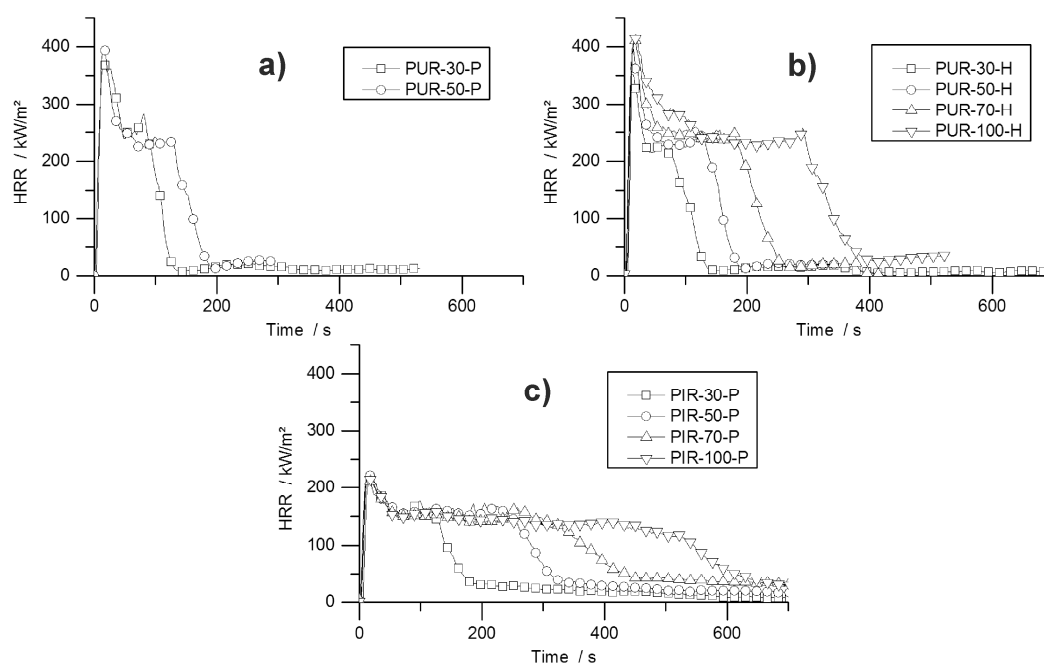 a)
PUR-30-P
PUR-50-P
400
300
200
100
0
HRR / kW/m²
0
200
400
600
Time / s
b)
PUR-30-H
PUR-50-H
PUR-70-H
PUR-100-H
400
300
200
100
0
HRR / kW/m²
0
200
400
600
Time / s
c)
PIR-30-P
PIR-50-P
PIR-70-P
PIR-100-P
400
300
200
100
0
HRR / kW/m²
0
200
400
600
Time / s